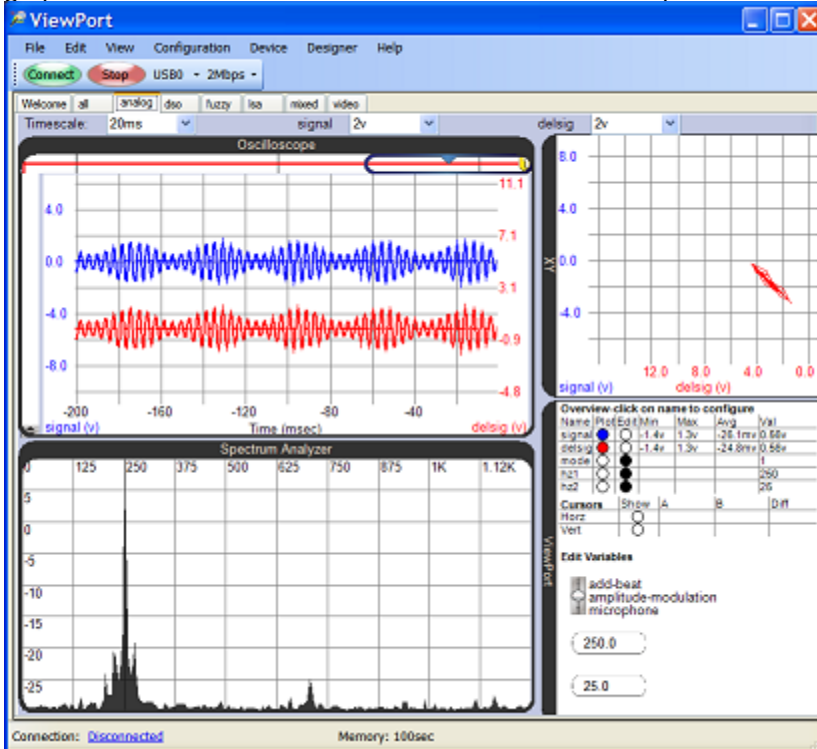 ViewPort
File Edit View Configuration Device Designer Help
Connect Stop USB0 2Mbps
Welcome all analog dso fuzzy lsa mixed video
Timescale: 20ms signal 2v delsig 2v
Oscilloscope
11.1
4.0
7.1
0.0
3.1
-4.0
-0.9
-8.0
-4.8
-200 -160 -120 -80 -40
signal (v) Time (msec) delsig (v)
XY
8.0
4.0
0.0
-4.0
12.0 8.0 4.0 0.0
signal (v) delsig (v)
Spectrum Analyzer
0 125 250 375 500 625 750 875 1K 1.12K
5
0
-5
-10
-15
-20
-25
ViewPort
Overview-click on name to configure
Name Plot Edit Min Max Avg Val
signal -1.4v 1.3v -26.1mv 0.68v
delsig -1.4v 1.3v -24.8mv 0.58v
mode 1
hz1 250
hz2 25
Cursors Show A B Diff
Horz
Vert
Edit Variables
add-beat
amplitude-modulation
microphone
250.0
25.0
Connection: Disconnected Memory: 100sec